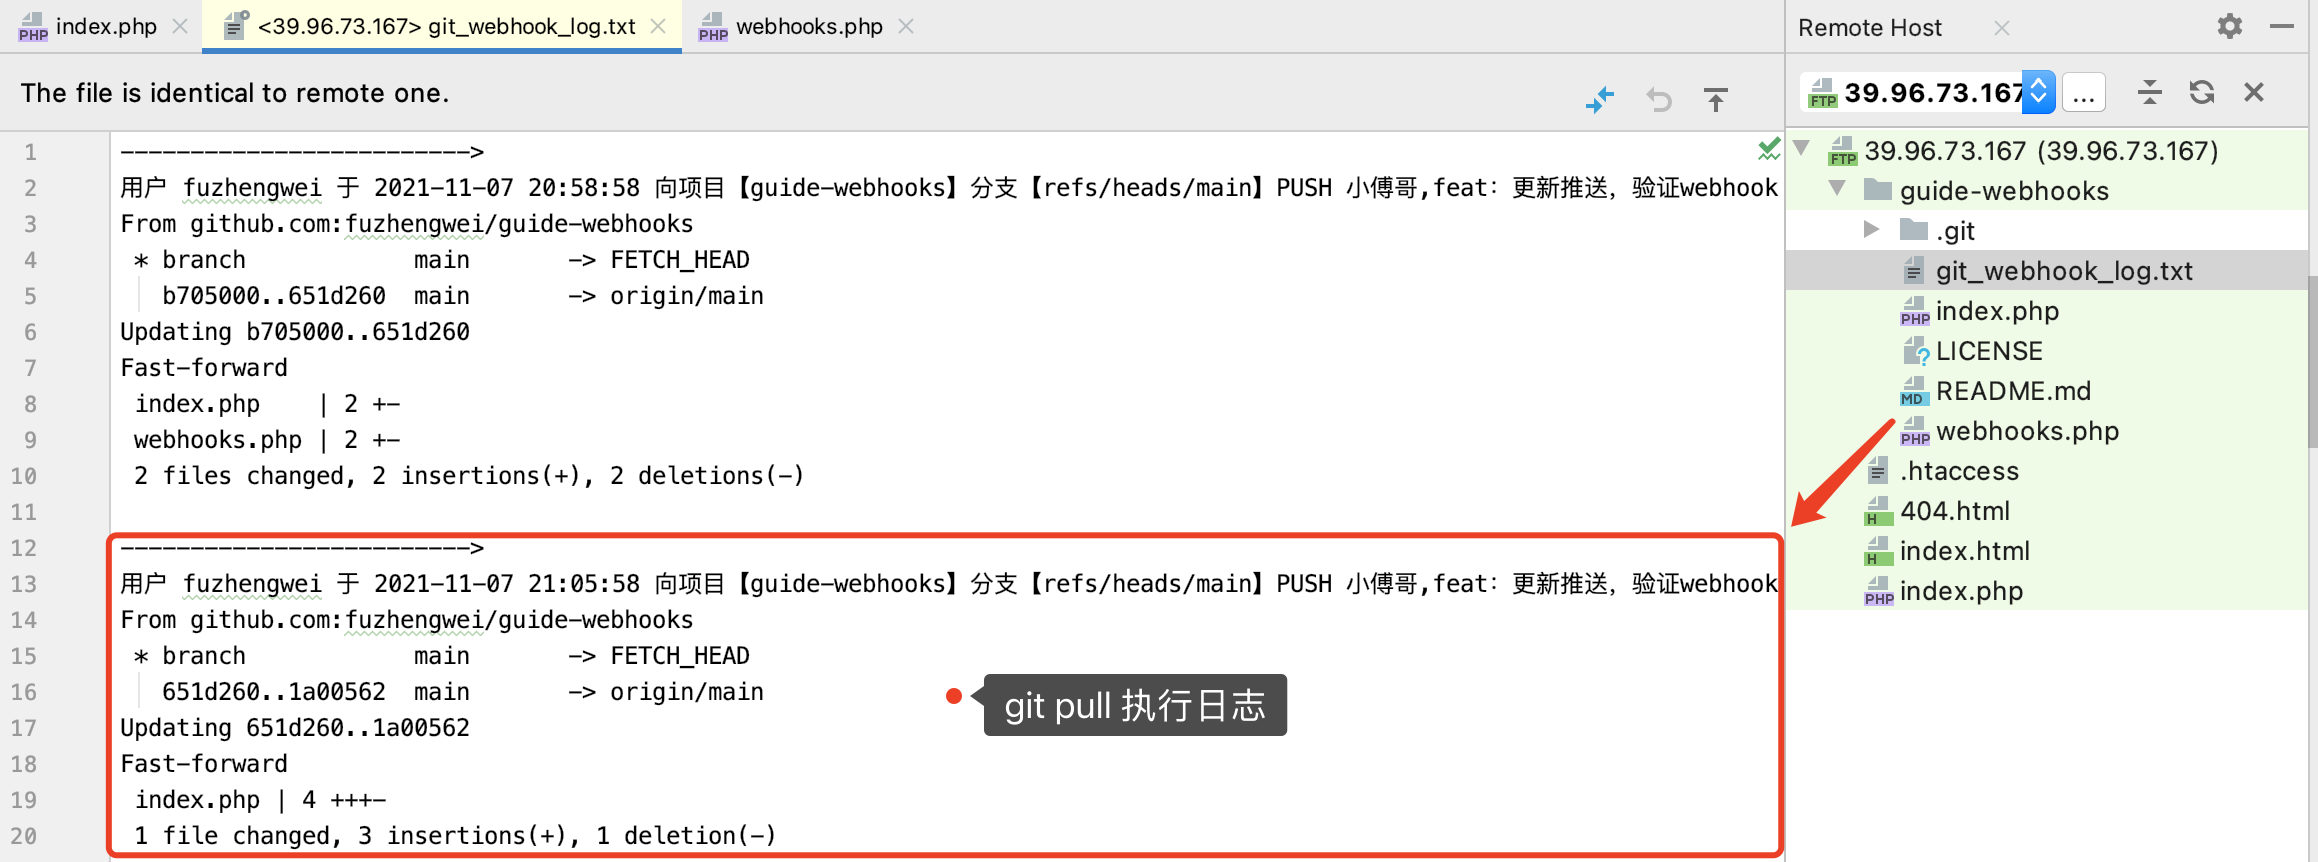 index.php
<39.96.73.167> git_webhook_log.txt
webhooks.php
The file is identical to remote one.
1 ------------------------->
2 用户 fuzhengwei 于 2021-11-07 20:58:58 向项目【guide-webhooks】分支【refs/heads/main】PUSH 小傅哥,feat：更新推送，验证webhook
3 From github.com:fuzhengwei/guide-webhooks
4  * branch            main       -> FETCH_HEAD
5    b705000..651d260  main       -> origin/main
6 Updating b705000..651d260
7 Fast-forward
8  index.php    | 2 +-
9  webhooks.php | 2 +-
10  2 files changed, 2 insertions(+), 2 deletions(-)
11
12 ------------------------->
13 用户 fuzhengwei 于 2021-11-07 21:05:58 向项目【guide-webhooks】分支【refs/heads/main】PUSH 小傅哥,feat：更新推送，验证webhook
14 From github.com:fuzhengwei/guide-webhooks
15  * branch            main       -> FETCH_HEAD
16    651d260..1a00562  main       -> origin/main
git pull 执行日志
17 Updating 651d260..1a00562
18 Fast-forward
19  index.php | 4 +++-
20  1 file changed, 3 insertions(+), 1 deletion(-)
Remote Host
FTP 39.96.73.167 ...
FTP 39.96.73.167 (39.96.73.167)
guide-webhooks
.git
git_webhook_log.txt
PHP index.php
? LICENSE
MD README.md
PHP webhooks.php
.htaccess
H 404.html
H index.html
PHP index.php